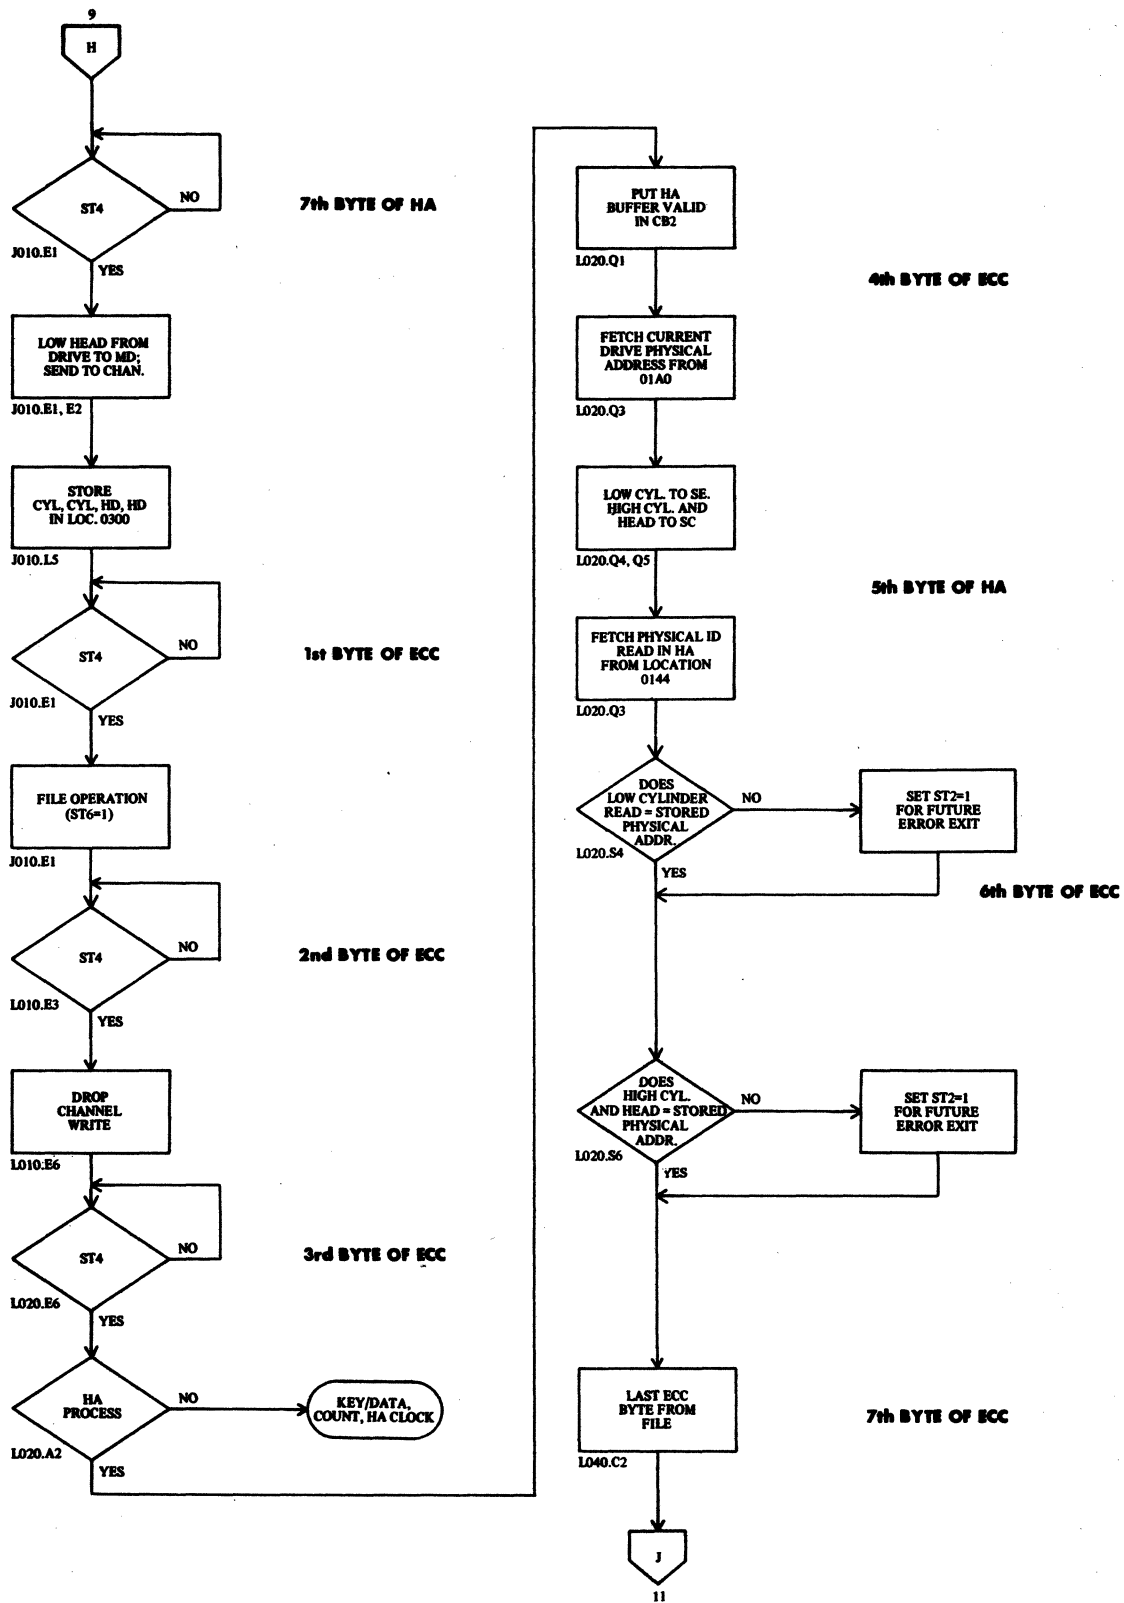 9
H
ST4
NO
7th BYTE OF HA
J010.E1
YES
LOW HEAD FROM
DRIVE TO MD;
SEND TO CHAN.
J010.E1, E2
STORE
CYL, CYL, HD, HD
IN LOC. 0300
J010.L5
ST4
NO
1st BYTE OF ECC
J010.E1
YES
FILE OPERATION
(ST6=1)
J010.E1
ST4
NO
2nd BYTE OF ECC
L010.E3
YES
DROP
CHANNEL
WRITE
L010.E6
ST4
NO
3rd BYTE OF ECC
L020.E6
YES
HA
PROCESS
NO
KEY/DATA,
COUNT, HA CLOCK
L020.A2
YES
PUT HA
BUFFER VALID
IN CB2
L020.Q1
4th BYTE OF ECC
FETCH CURRENT
DRIVE PHYSICAL
ADDRESS FROM
01A0
L020.Q3
LOW CYL. TO SE.
HIGH CYL. AND
HEAD TO SC
L020.Q4, Q5
5th BYTE OF HA
FETCH PHYSICAL ID
READ IN HA
FROM LOCATION
0144
L020.Q3
DOES
LOW CYLINDER
READ = STORED
PHYSICAL
ADDR.
NO
SET ST2=1
FOR FUTURE
ERROR EXIT
L020.S4
YES
6th BYTE OF ECC
DOES
HIGH CYL.
AND HEAD = STORED
PHYSICAL
ADDR.
NO
SET ST2=1
FOR FUTURE
ERROR EXIT
L020.S6
YES
LAST ECC
BYTE FROM
FILE
7th BYTE OF ECC
L040.C2
J
11